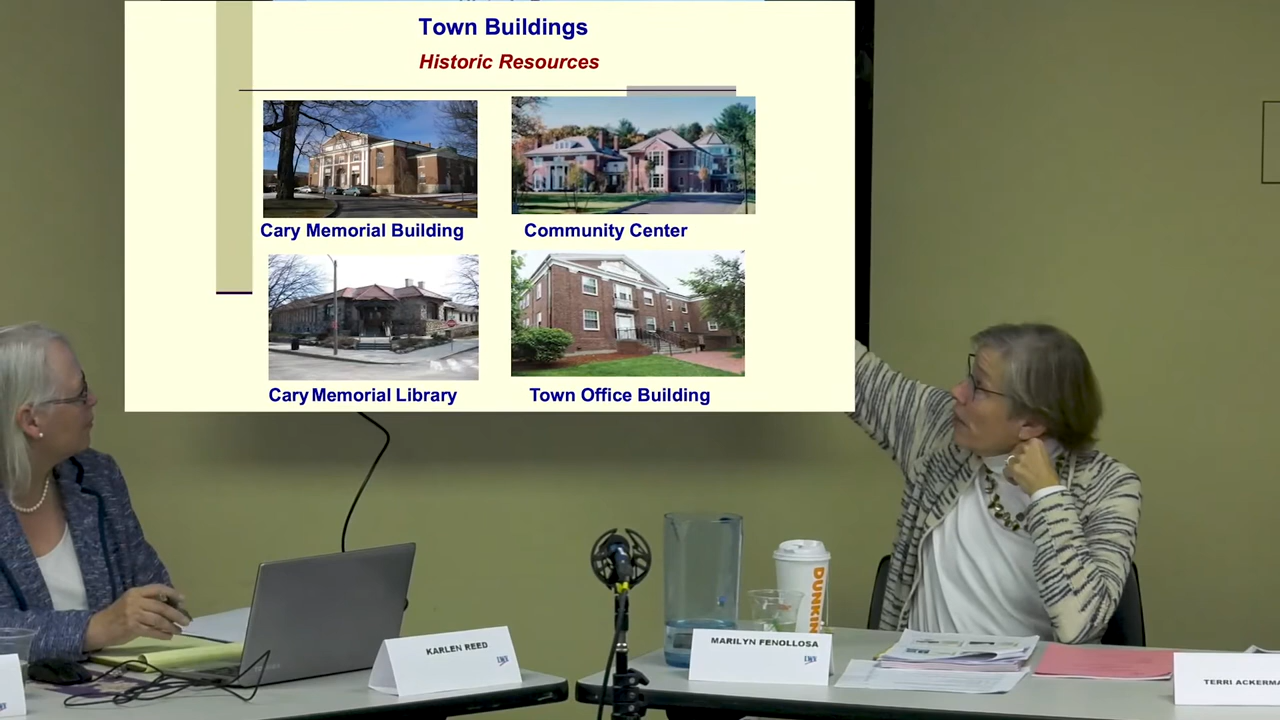 Town Buildings
Historic Resources
Cary Memorial Building
Community Center
Cary Memorial Library
Town Office Building
KARLEN REED
MARILYN FENOLLOSA
DUNKIN
TERRI ACKERMA